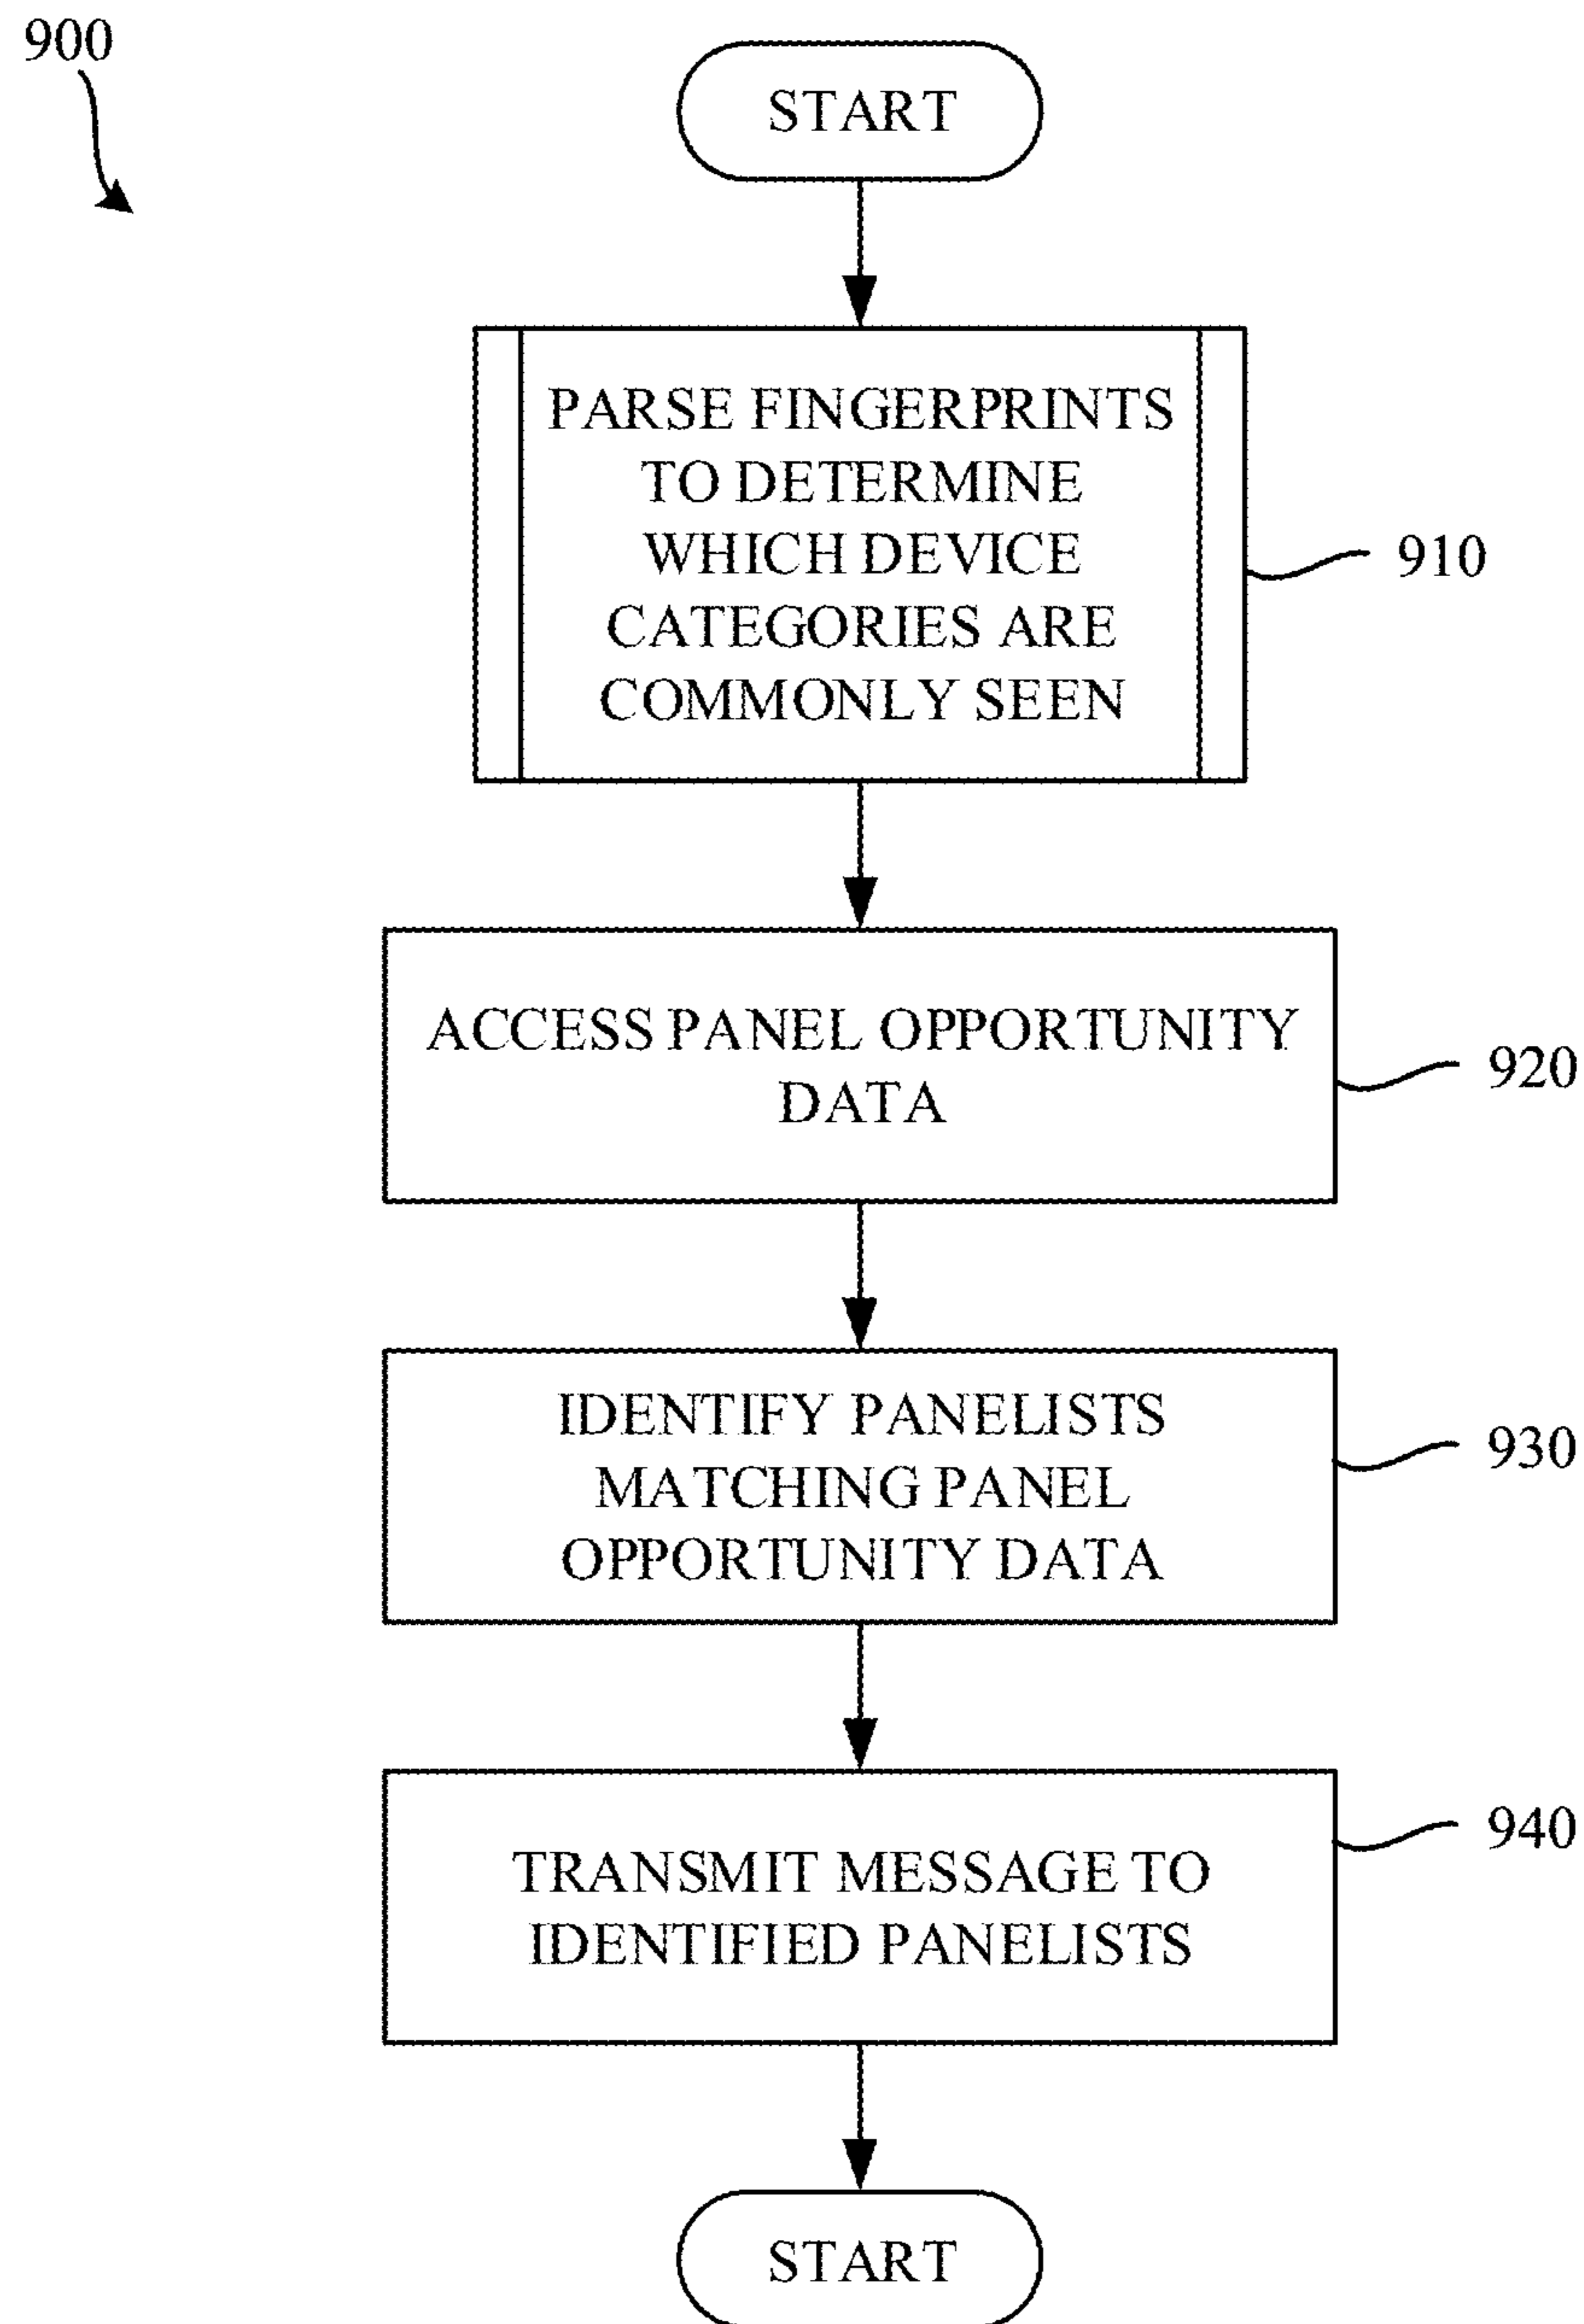 900
START
PARSE FINGERPRINTS
TO DETERMINE
WHICH DEVICE
CATEGORIES ARE
COMMONLY SEEN
910
ACCESS PANEL OPPORTUNITY
DATA
920
IDENTIFY PANELISTS
MATCHING PANEL
OPPORTUNITY DATA
930
TRANSMIT MESSAGE TO
IDENTIFIED PANELISTS
940
START